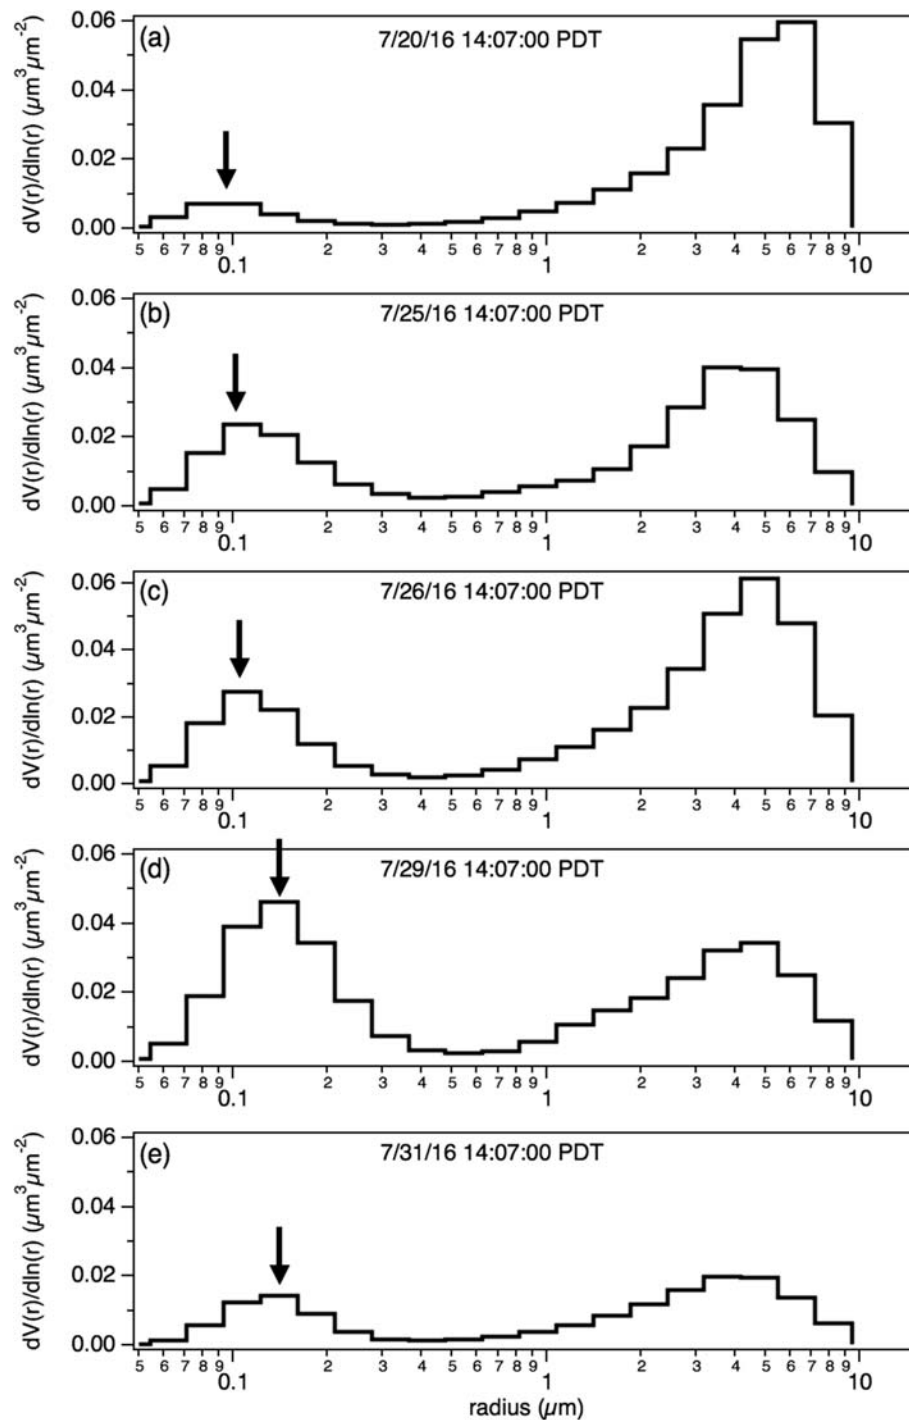 (a)
7/20/16 14:07:00 PDT
dV(r)/dln(r) (µm³µm⁻²)
0.06
0.04
0.02
0.00
5 6 7 8 9 2 3 4 5 6 7 8 9 2 3 4 5 6 7 8 9
0.1 1 10
(b)
7/25/16 14:07:00 PDT
dV(r)/dln(r) (µm³µm⁻²)
0.06
0.04
0.02
0.00
5 6 7 8 9 2 3 4 5 6 7 8 9 2 3 4 5 6 7 8 9
0.1 1 10
(c)
7/26/16 14:07:00 PDT
dV(r)/dln(r) (µm³µm⁻²)
0.06
0.04
0.02
0.00
5 6 7 8 9 2 3 4 5 6 7 8 9 2 3 4 5 6 7 8 9
0.1 1 10
(d)
7/29/16 14:07:00 PDT
dV(r)/dln(r) (µm³µm⁻²)
0.06
0.04
0.02
0.00
5 6 7 8 9 2 3 4 5 6 7 8 9 2 3 4 5 6 7 8 9
0.1 1 10
(e)
7/31/16 14:07:00 PDT
dV(r)/dln(r) (µm³µm⁻²)
0.06
0.04
0.02
0.00
5 6 7 8 9 2 3 4 5 6 7 8 9 2 3 4 5 6 7 8 9
0.1 1 10
radius (µm)